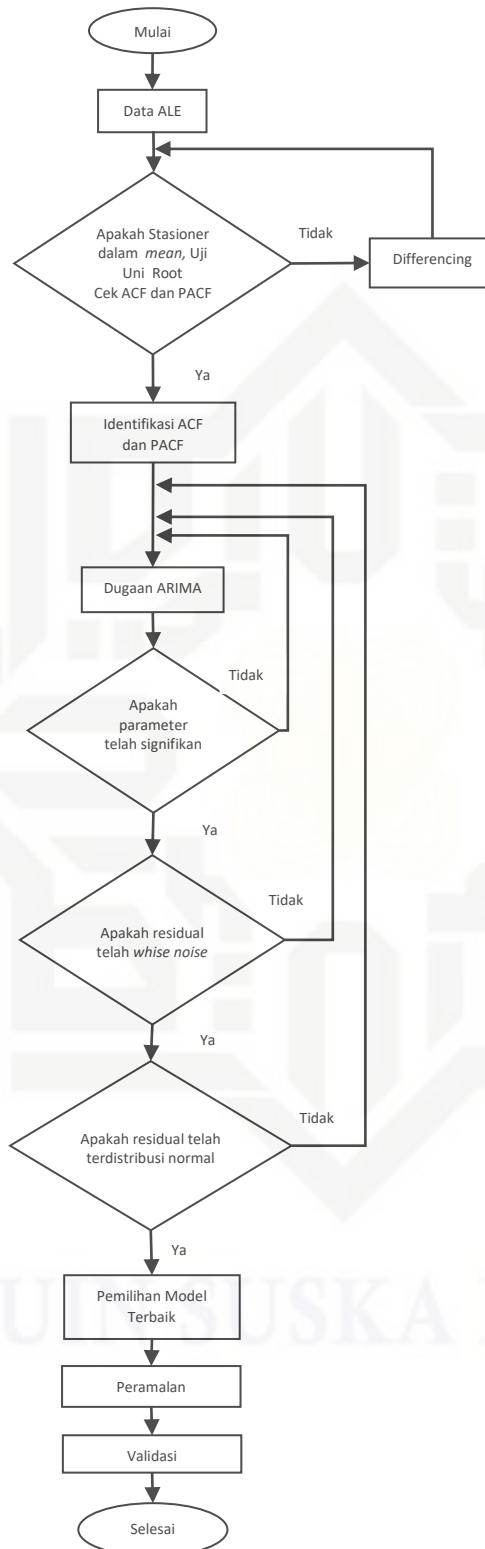 Mulai
Data ALE
Apakah Stasioner
dalam mean, Uji
Uni Root
Cek ACF dan PACF
Tidak
Differencing
Ya
Identifikasi ACF
dan PACF
Dugaan ARIMA
Tidak
Apakah
parameter
telah signifikan
Ya
Tidak
Apakah residual
telah whise noise
Ya
Tidak
Apakah residual telah
terdistribusi normal
Ya
Pemilihan Model
Terbaik
UIN SUSKA
Peramalan
Validasi
Selesai